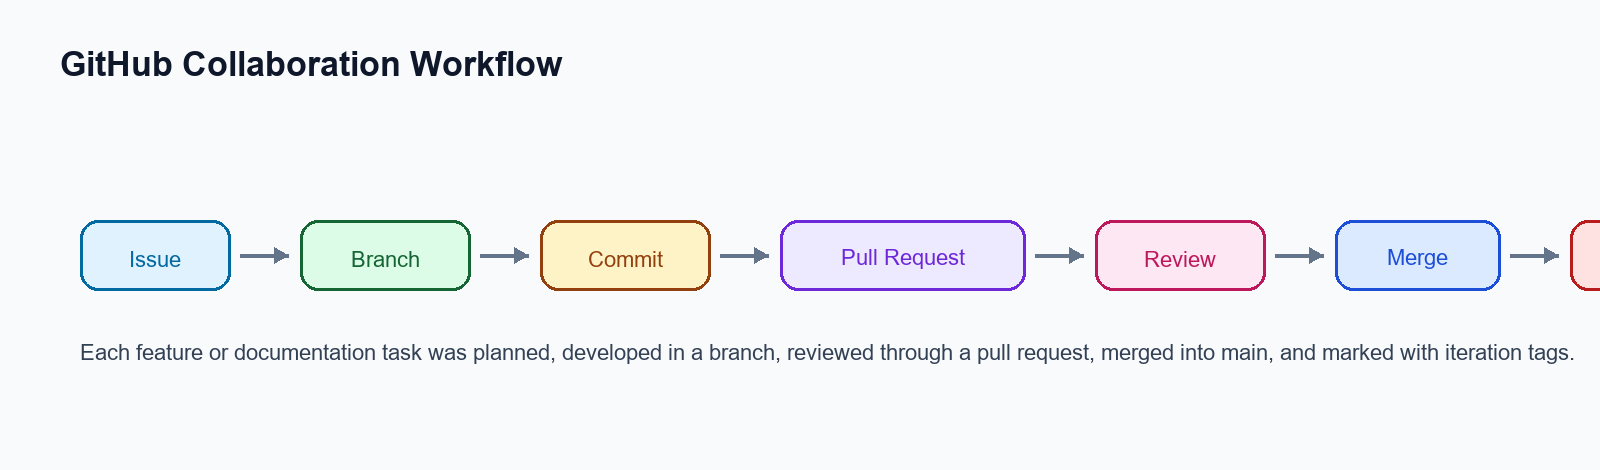 GitHub Collaboration Workflow
Issue
Branch
Commit
Pull Request
Review
Merge
Each feature or documentation task was planned, developed in a branch, reviewed through a pull request, merged into main, and marked with iteration tags.